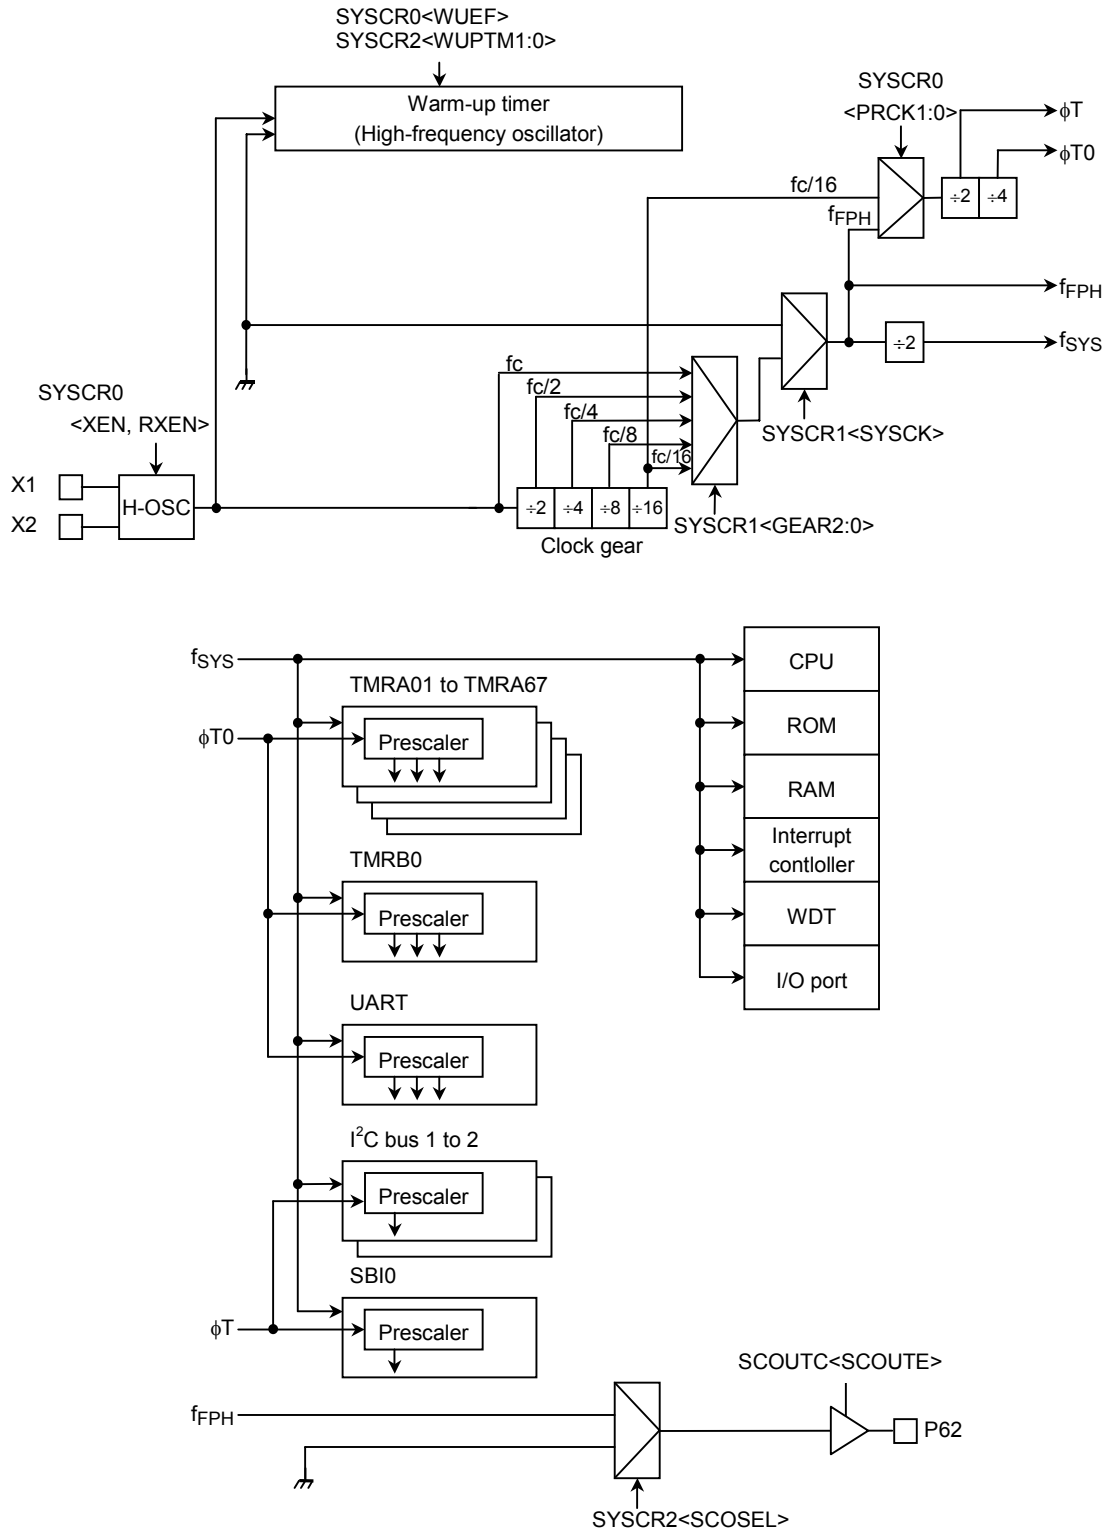 SYSCR0<WUEF>
SYSCR2<WUPTM1:0>
Warm-up timer
(High-frequency oscillator)
SYSCR0
<PRCK1:0>
ϕT
ϕT0
fc/16
÷2
÷4
fFPH
fFPH
÷2
fSYS
fc
fc/2
fc/4
fc/8
fc/16
SYSCR1<SYSCK>
SYSCR0
<XEN, RXEN>
X1
X2
H-OSC
÷2
÷4
÷8
÷16
SYSCR1<GEAR2:0>
Clock gear
fSYS
CPU
TMRA01 to TMRA67
ϕT0
Prescaler
ROM
RAM
Interrupt
contloller
TMRB0
Prescaler
WDT
I/O port
UART
Prescaler
I²C bus 1 to 2
Prescaler
SBI0
ϕT
Prescaler
SCOUTC<SCOUTE>
fFPH
P62
SYSCR2<SCOSEL>